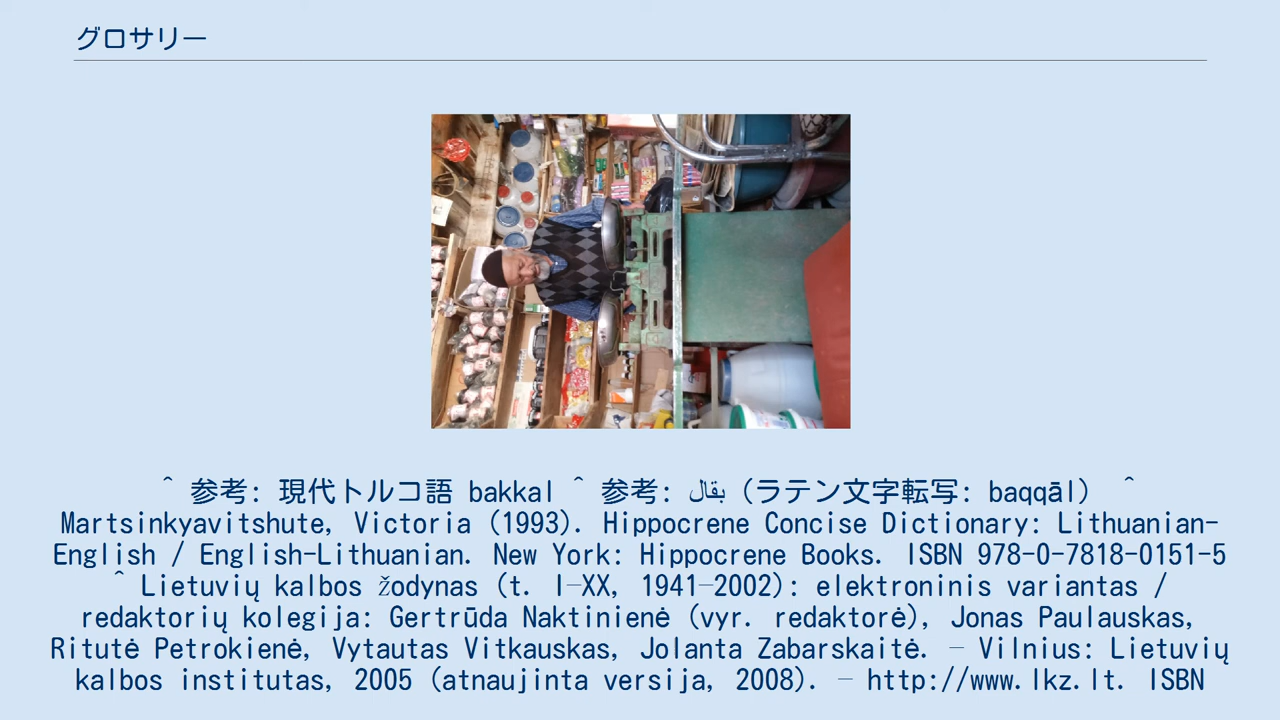 グロサリー
^ 参考: 現代トルコ語 bakkal ^ 参考: بقال (ラテン文字転写: baqqāl) ^
Martsinkyavitshute, Victoria (1993). Hippocrene Concise Dictionary: Lithuanian-
English / English-Lithuanian. New York: Hippocrene Books. ISBN 978-0-7818-0151-5
^ Lietuvių kalbos žodynas (t. I–XX, 1941–2002): elektroninis variantas /
redaktorių kolegija: Gertrūda Naktinienė (vyr. redaktorė), Jonas Paulauskas,
Ritutė Petrokienė, Vytautas Vitkauskas, Jolanta Zabarskaitė. – Vilnius: Lietuvių
kalbos institutas, 2005 (atnaujinta versija, 2008). – http://www.lkz.lt. ISBN